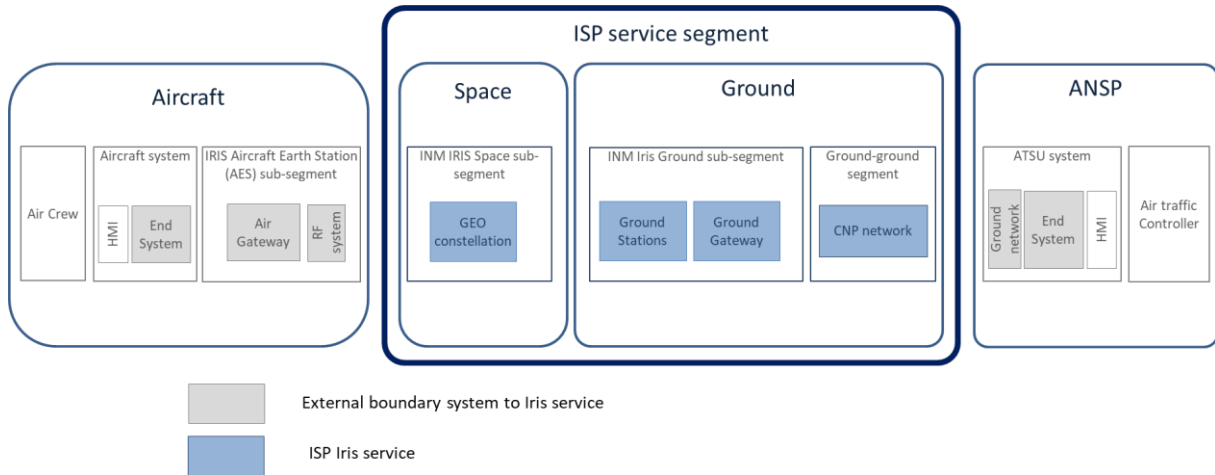 ISP service segment
Aircraft
Space
Ground
ANSP
Air Crew
Aircraft system
HMI
End
System
IRIS Aircraft Earth Station
(AES) sub-segment
Air
Gateway
RF
system
INM IRIS Space sub-
segment
GEO
constellation
INM Iris Ground sub-segment
Ground
Stations
Ground
Gateway
Ground-ground
segment
CNP network
ATSU system
Ground
network
End
System
HMI
Air traffic
Controller
External boundary system to Iris service
ISP Iris service